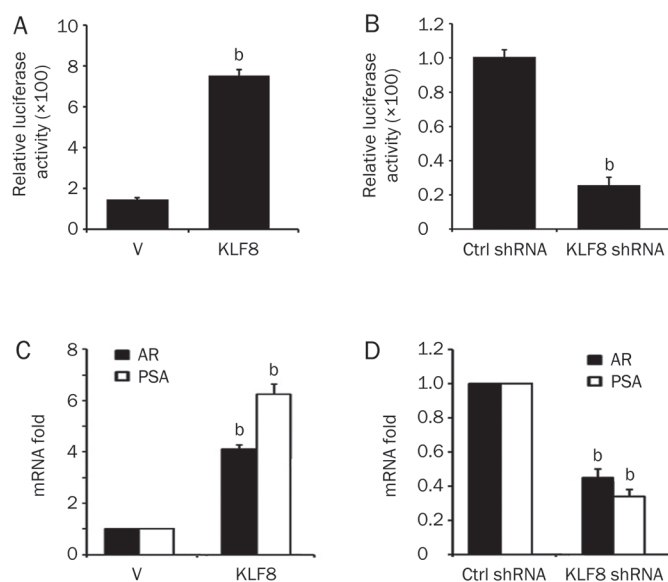 A
Relative luciferase
activity (×100)
10
8
6
4
2
0
b
V
KLF8
B
Relative luciferase
activity (×100)
1.2
1.0
0.8
0.6
0.4
0.2
0
b
Ctrl shRNA
KLF8 shRNA
C
mRNA fold
8
6
4
2
0
AR
PSA
b
b
V
KLF8
D
mRNA fold
1.2
1.0
0.8
0.6
0.4
0.2
0
AR
PSA
b
b
Ctrl shRNA
KLF8 shRNA